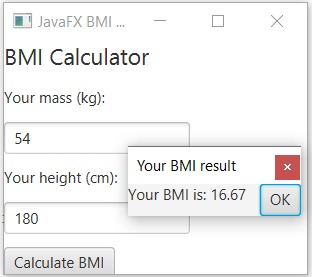 JavaFX BMI ...
BMI Calculator
Your mass (kg):
54
Your BMI result
Your height (cm):
Your BMI is: 16.67
OK
180
Calculate BMI